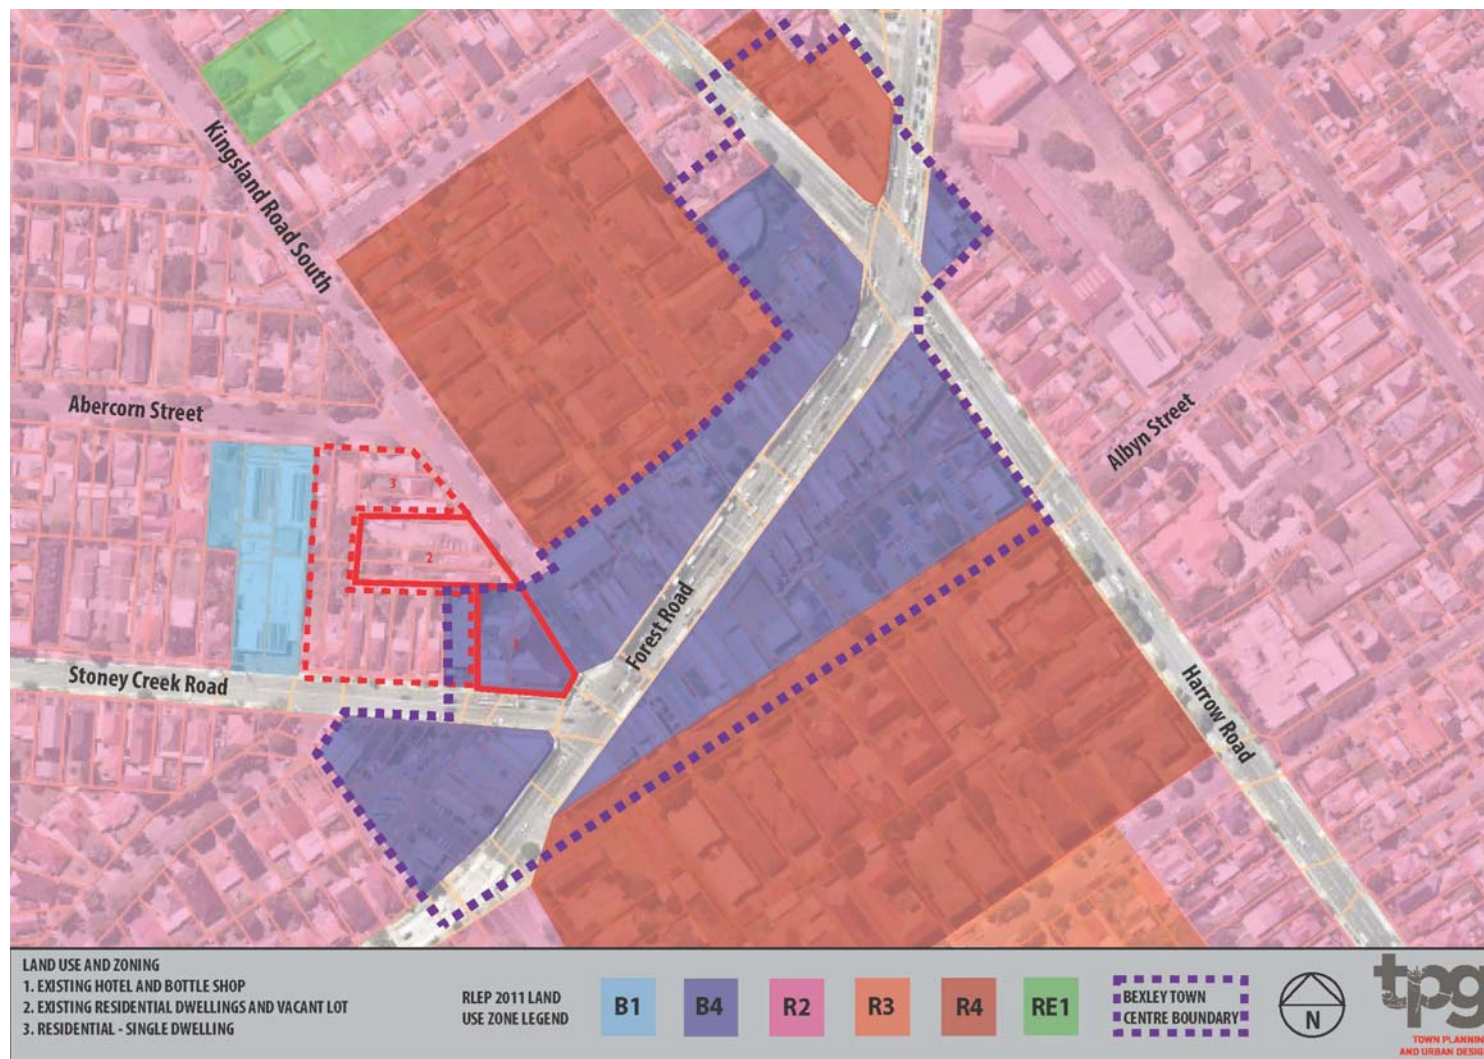 Kingsland Road South
Abercorn Street
Albyn Street
3
2
1
Forest Road
Stoney Creek Road
Harrow Road
LAND USE AND ZONING
1. EXISTING HOTEL AND BOTTLE SHOP
2. EXISTING RESIDENTIAL DWELLINGS AND VACANT LOT
3. RESIDENTIAL - SINGLE DWELLING
RLEP 2011 LAND
USE ZONE LEGEND
B1
B4
R2
R3
R4
RE1
BEXLEY TOWN
CENTRE BOUNDARY
N
tpg
TOWN PLANNING
AND URBAN DESIGN